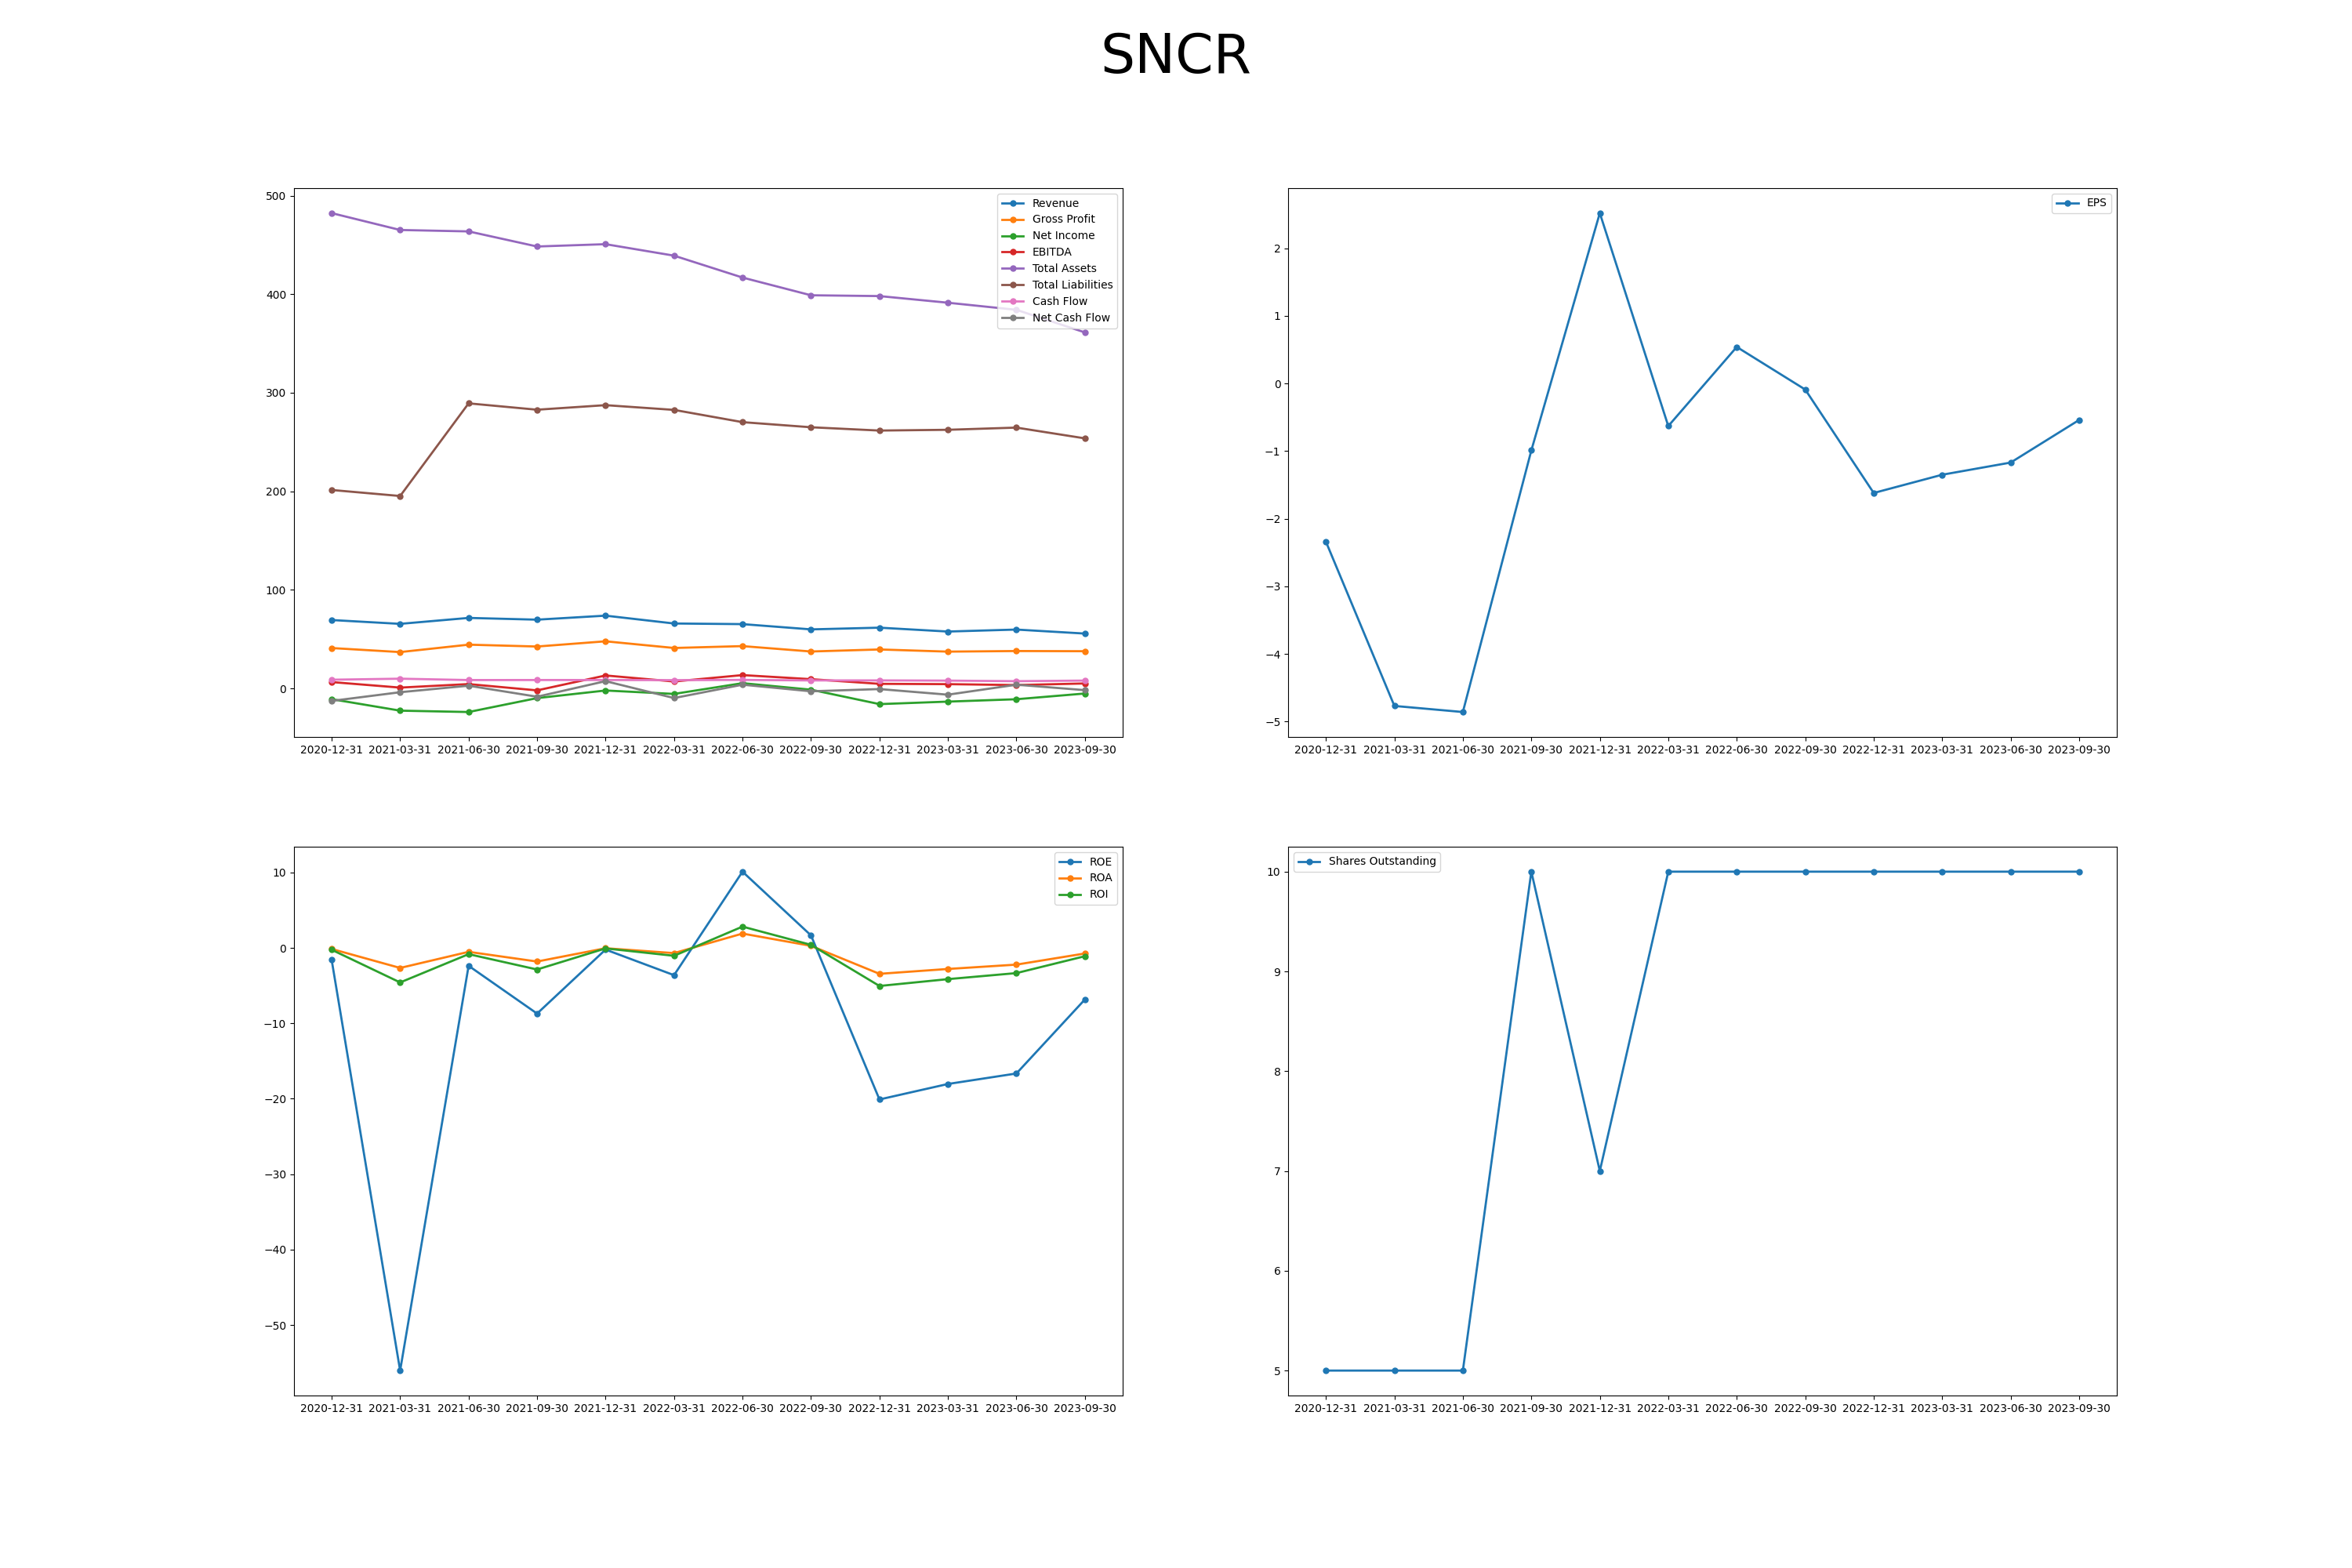 SNCR
500
400
300
200
100
0
Revenue
Gross Profit
Net Income
EBITDA
Total Assets
Total Liabilities
Cash Flow
Net Cash Flow
2020-12-31 2021-03-31 2021-06-30 2021-09-30 2021-12-31 2022-03-31 2022-06-30 2022-09-30 2022-12-31 2023-03-31 2023-06-30 2023-09-30
2
1
0
−1
−2
−3
−4
−5
EPS
2020-12-31 2021-03-31 2021-06-30 2021-09-30 2021-12-31 2022-03-31 2022-06-30 2022-09-30 2022-12-31 2023-03-31 2023-06-30 2023-09-30
10
0
−10
−20
−30
−40
−50
ROE
ROA
ROI
2020-12-31 2021-03-31 2021-06-30 2021-09-30 2021-12-31 2022-03-31 2022-06-30 2022-09-30 2022-12-31 2023-03-31 2023-06-30 2023-09-30
10
9
8
7
6
5
Shares Outstanding
2020-12-31 2021-03-31 2021-06-30 2021-09-30 2021-12-31 2022-03-31 2022-06-30 2022-09-30 2022-12-31 2023-03-31 2023-06-30 2023-09-30